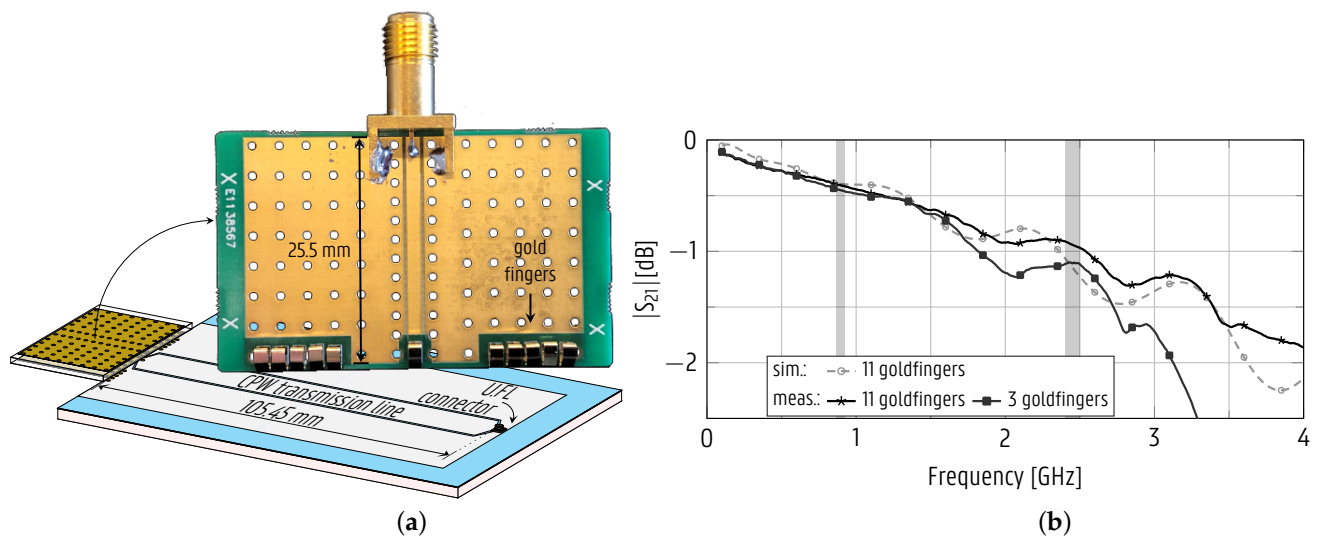 X
E1138567
X
X
X
25.5 mm
gold
fingers
CPW transmission line
105.45 mm
U.FL
connector
(a)
|S21| [dB]
0
−1
−2
sim.: 11 goldfingers
meas.: 11 goldfingers 3 goldfingers
0 1 2 3 4
Frequency [GHz]
(b)